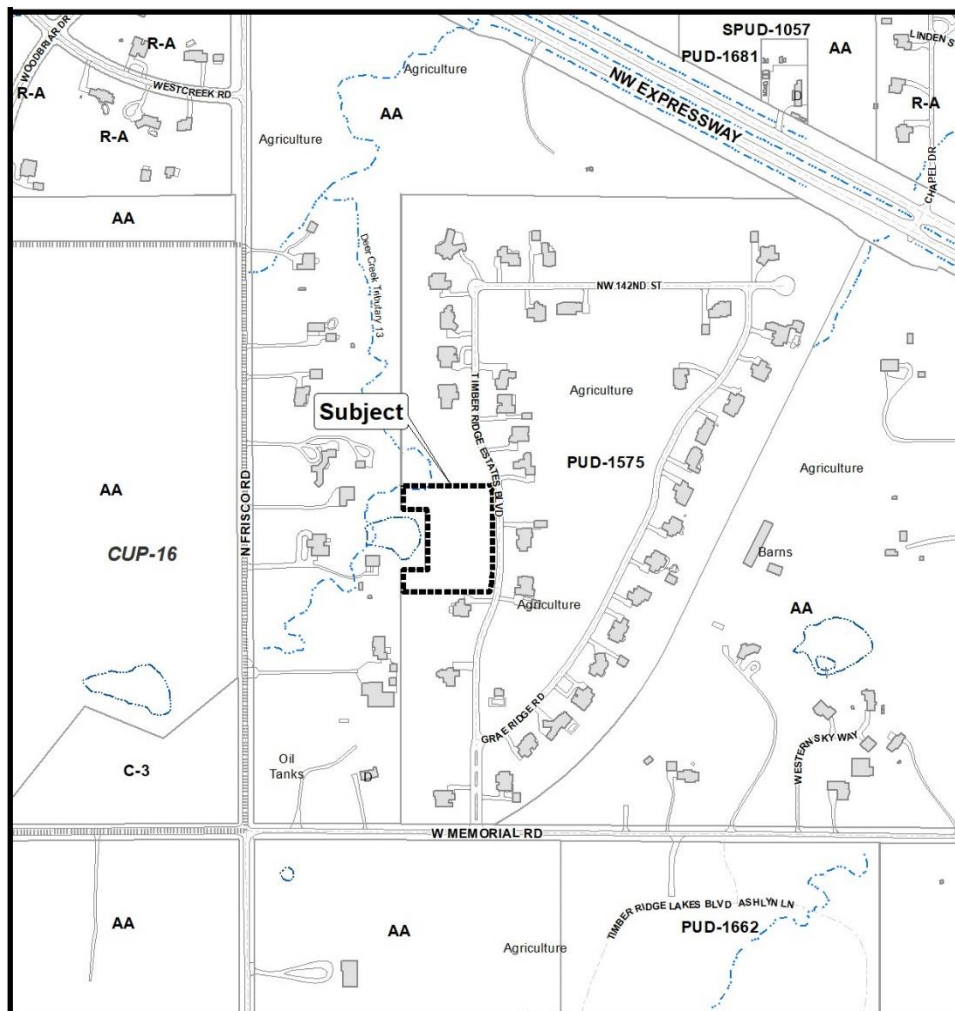 SPUD-1057
PUD-1681
AA
LINDEN S
WOODBRIAR DR
R-A
R-A
WESTCREEK RD
R-A
Agriculture
AA
Agriculture
NW EXPRESSWAY
D
R-A
CHAPEL DR
AA
Deer Creek Tributary 13
NW 142ND ST
TIMBER RIDGE ESTATES BLVD
Agriculture
Subject
PUD-1575
Agriculture
AA
CUP-16
N FRISCO RD
Barns
Agriculture
AA
GRAE RIDGE RD
WESTERN SKY WAY
Oil
Tanks
D
C-3
W MEMORIAL RD
AA
AA
Agriculture
TIMBER RIDGE LAKES BLVD
ASHLYN LN
PUD-1662